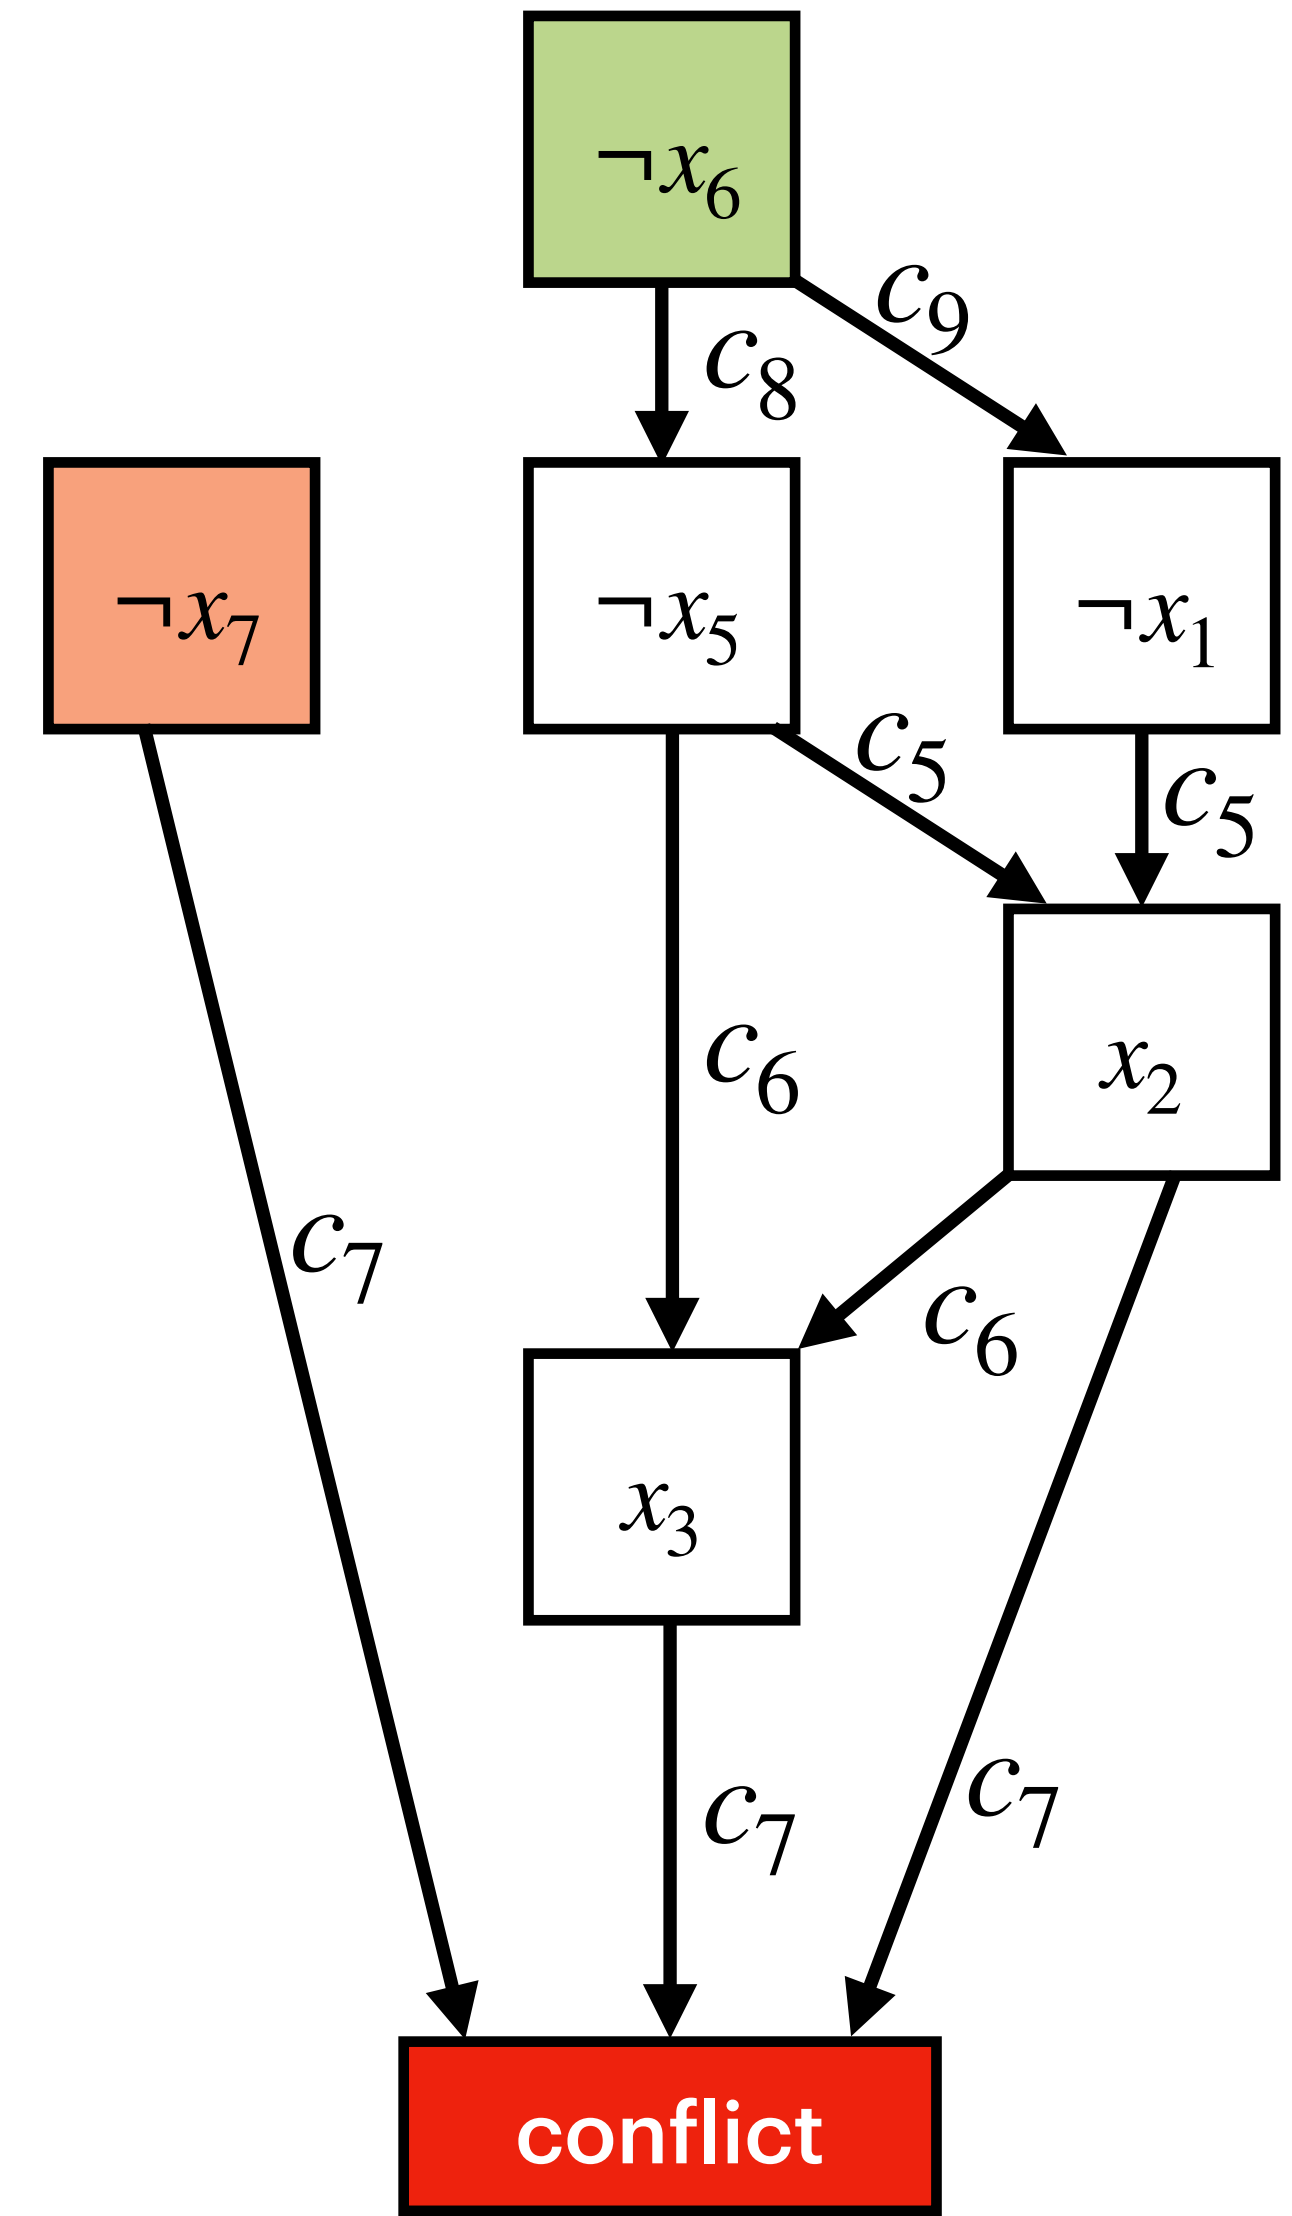 ¬x₆
c₉
c₈
¬x₇
¬x₅
¬x₁
c₅
c₅
c₆
x₂
c₇
c₆
x₃
c₇
c₇
conflict